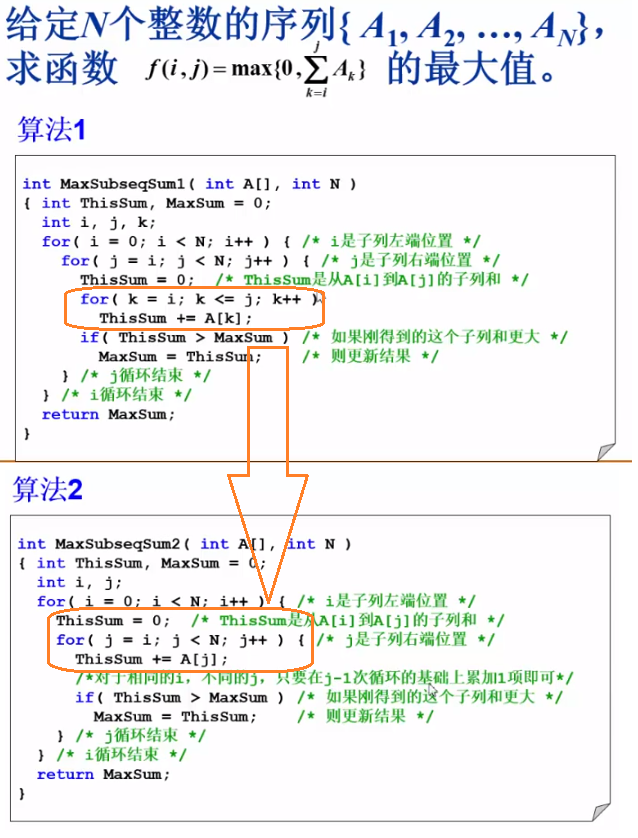 给定N个整数的序列{ A1, A2, …, AN},
求函数 f(i,j)=max{0,∑(k=i to j) Ak} 的最大值。
算法1
int MaxSubseqSum1( int A[], int N )
{ int ThisSum, MaxSum = 0;
int i, j, k;
for( i = 0; i < N; i++ ) { /* i是子列左端位置 */
for( j = i; j < N; j++ ) { /* j是子列右端位置 */
ThisSum = 0; /* ThisSum是从A[i]到A[j]的子列和 */
for( k = i; k <= j; k++ )
ThisSum += A[k];
if( ThisSum > MaxSum ) /* 如果刚得到的这个子列和更大 */
MaxSum = ThisSum; /* 则更新结果 */
} /* j循环结束 */
} /* i循环结束 */
return MaxSum;
}
算法2
int MaxSubseqSum2( int A[], int N )
{ int ThisSum, MaxSum = 0;
int i, j;
for( i = 0; i < N; i++ ) { /* i是子列左端位置 */
ThisSum = 0; /* ThisSum是从A[i]到A[j]的子列和 */
for( j = i; j < N; j++ ) { /* j是子列右端位置 */
ThisSum += A[j];
/*对于相同的i，不同的j，只要在j-1次循环的基础上累加1项即可*/
if( ThisSum > MaxSum ) /* 如果刚得到的这个子列和更大 */
MaxSum = ThisSum; /* 则更新结果 */
} /* j循环结束 */
} /* i循环结束 */
return MaxSum;
}